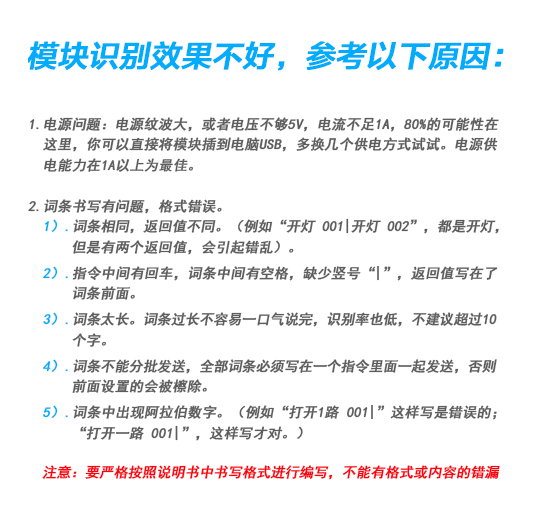 模块识别效果不好，参考以下原因：
1.电源问题：电源纹波大，或者电压不够5V，电流不足1A，80%的可能性在
这里，你可以直接将模块插到电脑USB，多换几个供电方式试试。电源供
电能力在1A以上为最佳。
2.词条书写有问题，格式错误。
1）.词条相同，返回值不同。（例如“开灯 001|开灯 002”，都是开灯，
但是有两个返回值，会引起错乱）。
2）.指令中间有回车，词条中间有空格，缺少竖号“|”，返回值写在了
词条前面。
3）.词条太长。词条过长不容易一口气说完，识别率也低，不建议超过10
个字。
4）.词条不能分批发送，全部词条必须写在一个指令里面一起发送，否则
前面设置的会被檫除。
5）.词条中出现阿拉伯数字。（例如“打开1路 001|”这样写是错误的；
“打开一路 001|”，这样写才对。）
注意：要严格按照说明书中书写格式进行编写，不能有格式或内容的错漏